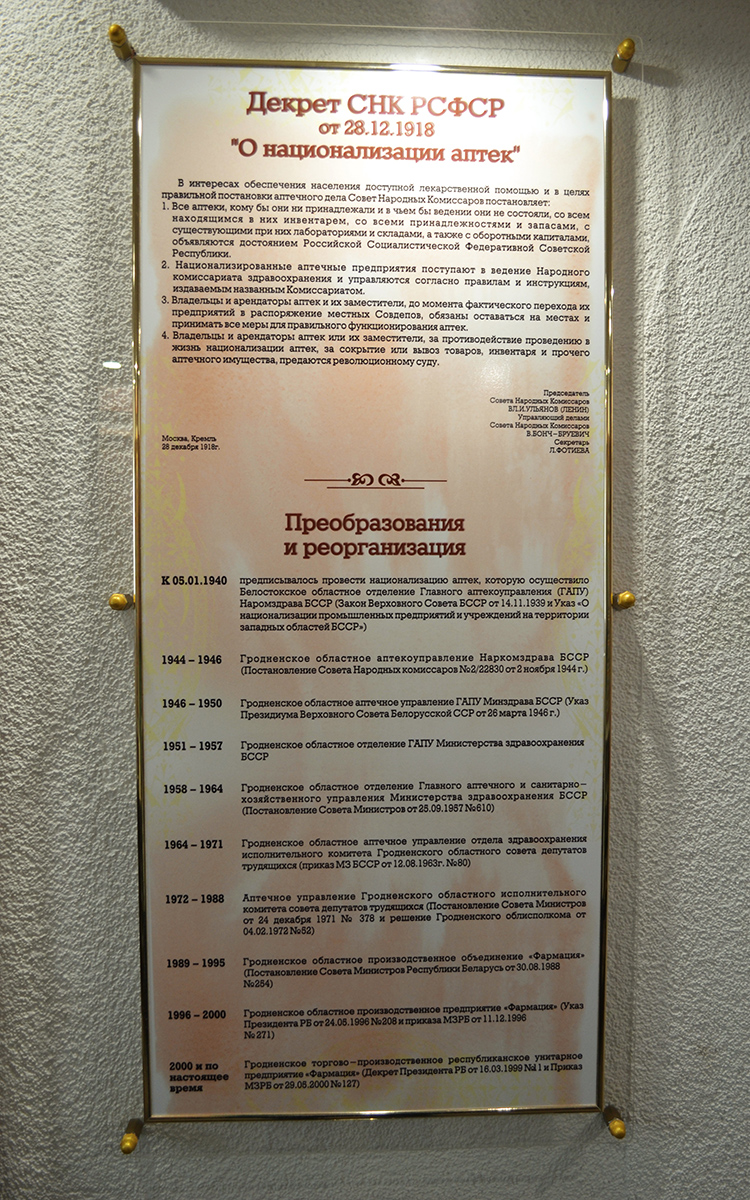 Декрет СНК РСФСР
от 28.12.1918
"О национализации аптек"
В интересах обеспечения населения доступной лекарственной помощью и в целях
правильной постановки аптечного дела Совет Народных Комиссаров постановляет:
1. Все аптеки, кому бы они ни принадлежали и в чьем бы ведении они не состояли, со всем
находящимся в них инвентарем, со всеми принадлежностями и запасами, с
существующими при них лабораториями и складами, а также с оборотными капиталами,
объявляются достоянием Российской Социалистической Федеративной Советской
Республики.
2. Национализированные аптечные предприятия поступают в ведение Народного
комиссариата здравоохранения и управляются согласно правилам и инструкциям,
издаваемым названным Комиссариатом.
3. Владельцы и арендаторы аптек и их заместители, до момента фактического перехода их
предприятий в распоряжение местных Совдепов, обязаны оставаться на местах и
принимать все меры для правильного функционирования аптек.
4. Владельцы и арендаторы аптек или их заместители, за противодействие проведению в
жизнь национализации аптек, за сокрытие или вывоз товаров, инвентаря и прочего
аптечного имущества, предаются революционному суду.
Председатель
Совета Народных Комиссаров
ВЛ.И.УЛЬЯНОВ (ЛЕНИН)
Управляющий делами
Совета Народных Комиссаров
В.БОНЧ-БРУЕВИЧ
Секретарь
Л.ФОТИЕВА
Москва, Кремль
28 декабря 1918г.
Преобразования
и реорганизация
К 05.01.1940 предписывалось провести национализацию аптек, которую осуществило
Белостокское областное отделение Главного аптекоуправления (ГАПУ)
Наромздрава БССР (Закон Верховного Совета БССР от 14.11.1939 и Указ «О
национализации промышленных предприятий и учреждений на территории
западных областей БССР»)
1944 – 1946 Гродненское областное аптекоуправление Наркомздрава БССР
(Постановление Совета Народных комиссаров №2/22830 от 2 ноября 1944 г.)
1946 – 1950 Гродненское областное аптечное управление ГАПУ Минздрава БССР (Указ
Президиума Верховного Совета Белорусской ССР от 26 марта 1946 г.)
1951 – 1957 Гродненское областное отделение ГАПУ Министерства здравоохранения
БССР
1958 – 1964 Гродненское областное отделение Главного аптечного и санитарно-
хозяйственного управления Министерства здравоохранения БССР
(Постановление Совета Министров от 25.09.1957 №610)
1964 – 1971 Гродненское областное аптечное управление отдела здравоохранения
исполнительного комитета Гродненского областного совета депутатов
трудящихся (приказ МЗ БССР от 12.08.1963г. №80)
1972 – 1988 Аптечное управление Гродненского областного исполнительного
комитета совета депутатов трудящихся (Постановление Совета Министров
от 24 декабря 1971 № 378 и решение Гродненского облисполкома от
04.02.1972 №52)
1989 – 1995 Гродненское областное производственное объединение «Фармация»
(Постановление Совета Министров Республики Беларусь от 30.08.1988
№254)
1996 – 2000 Гродненское областное производственное предприятие «Фармация» (Указ
Президента РБ от 24.05.1996 №208 и приказа МЗРБ от 11.12.1996
№271)
2000 и по Гродненское торгово-производственное республиканское унитарное
настоящее предприятие «Фармация» (Декрет Президента РБ от 16.03.1999 №11 и Приказ
время МЗРБ от 29.05.2000 №127)